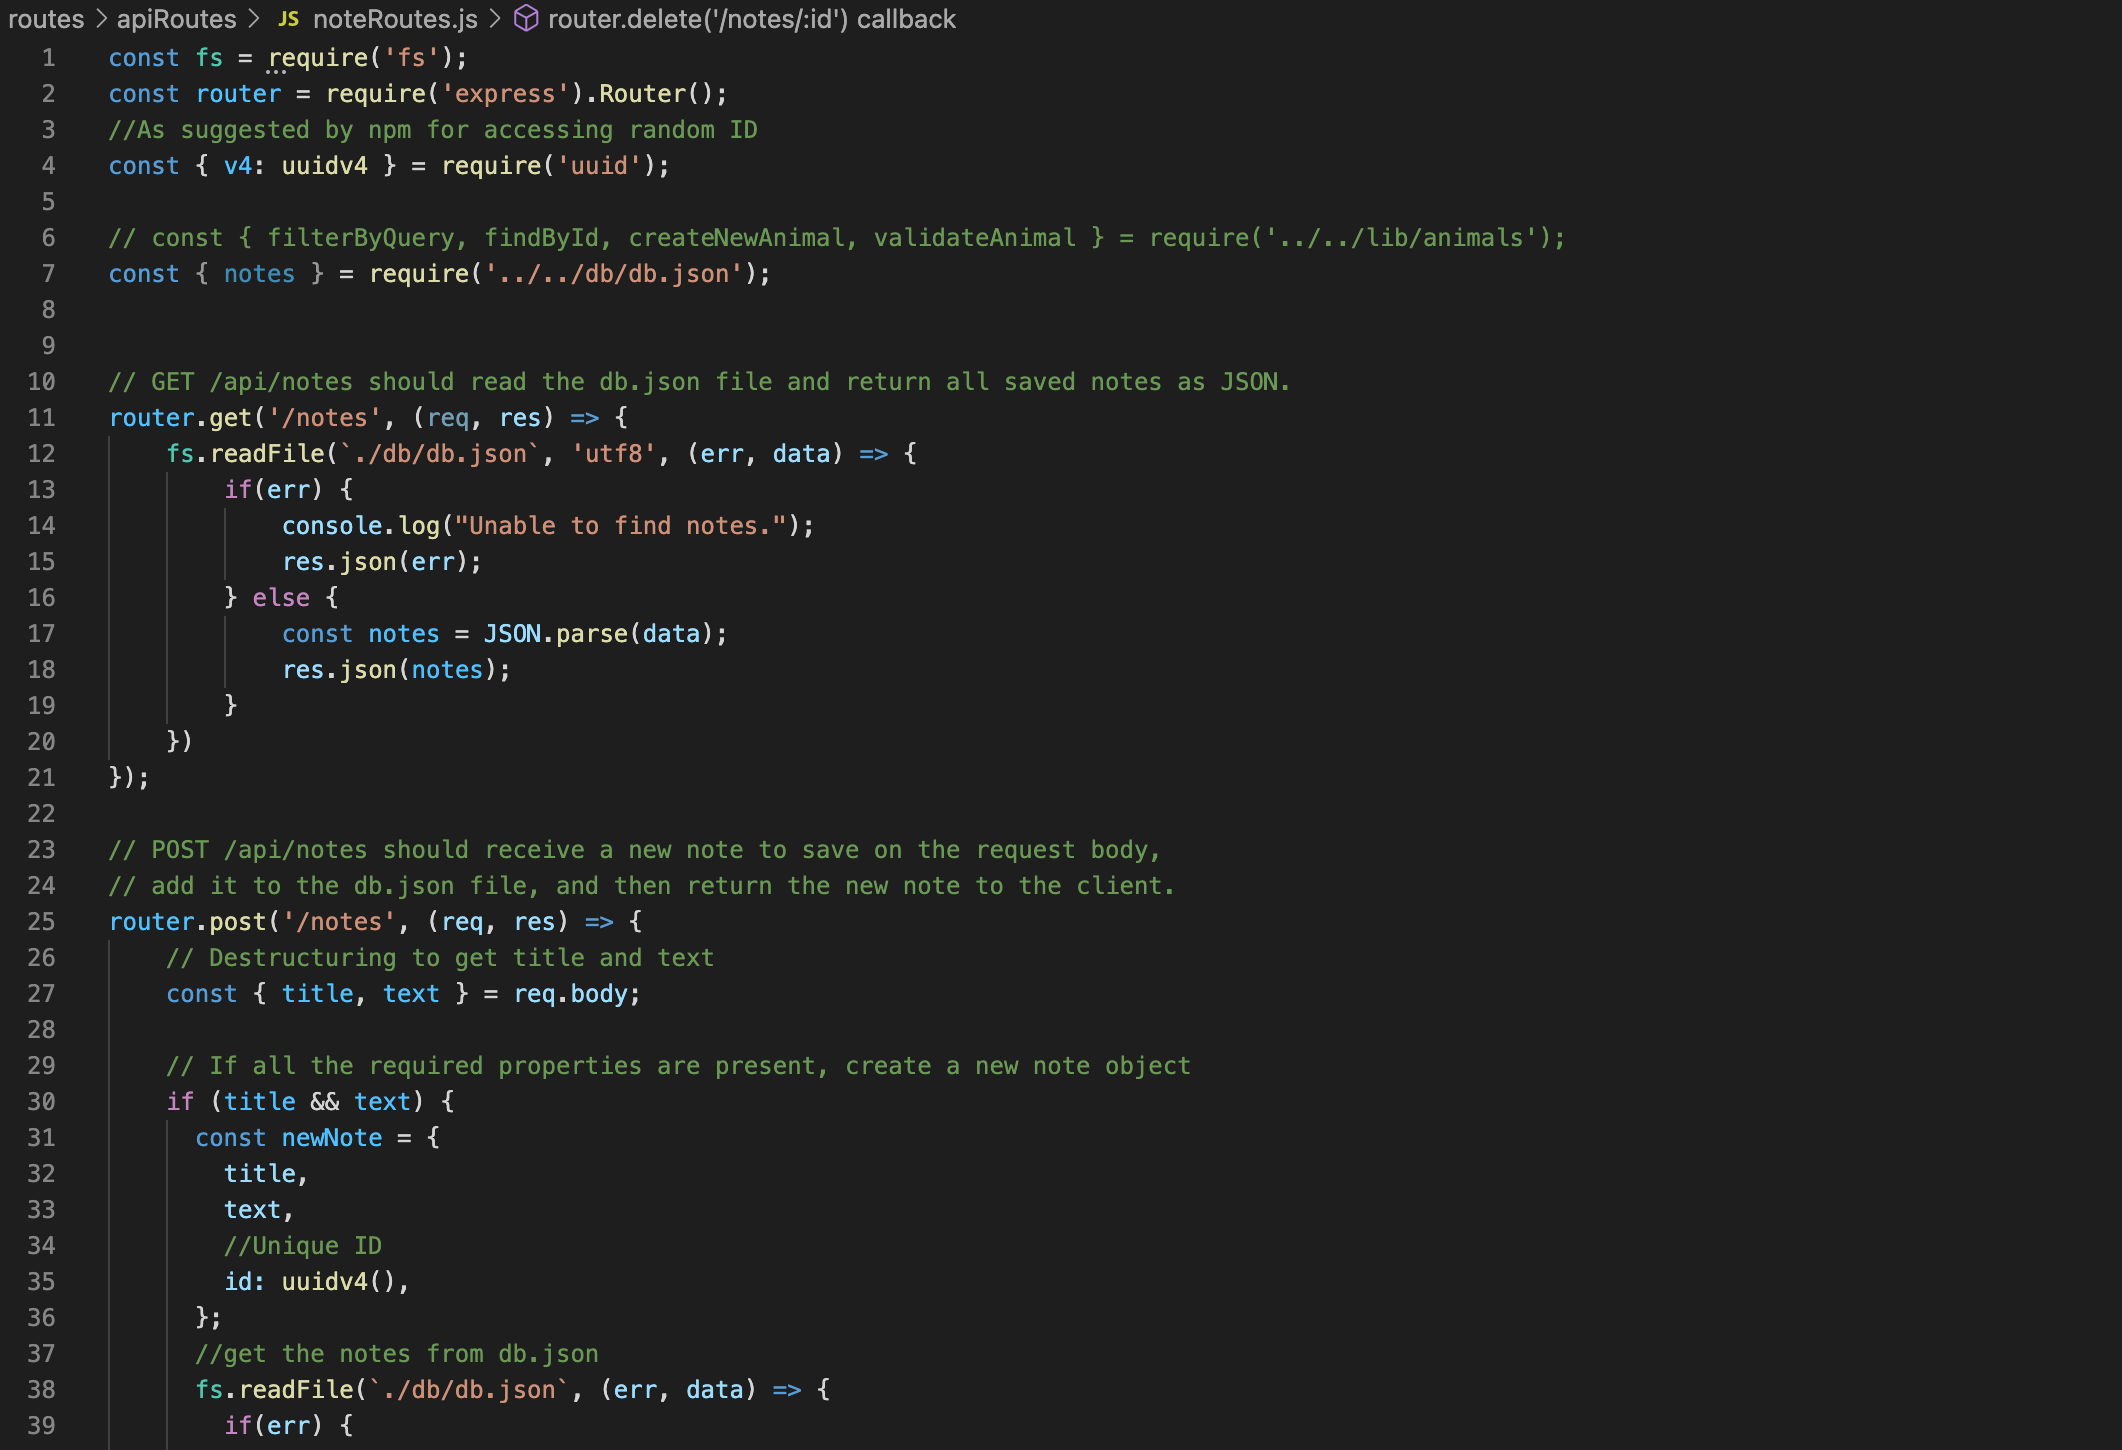 routes > apiRoutes > JS noteRoutes.js > router.delete('/notes/:id') callback
1 const fs = require('fs');
2 const router = require('express').Router();
3 //As suggested by npm for accessing random ID
4 const { v4: uuidv4 } = require('uuid');
5
6 // const { filterByQuery, findById, createNewAnimal, validateAnimal } = require('../../lib/animals');
7 const { notes } = require('../../db/db.json');
8
9
10 // GET /api/notes should read the db.json file and return all saved notes as JSON.
11 router.get('/notes', (req, res) => {
12     fs.readFile(`./db/db.json`, 'utf8', (err, data) => {
13         if(err) {
14             console.log("Unable to find notes.");
15             res.json(err);
16         } else {
17             const notes = JSON.parse(data);
18             res.json(notes);
19         }
20     })
21 });
22
23 // POST /api/notes should receive a new note to save on the request body,
24 // add it to the db.json file, and then return the new note to the client.
25 router.post('/notes', (req, res) => {
26     // Destructuring to get title and text
27     const { title, text } = req.body;
28
29     // If all the required properties are present, create a new note object
30     if (title && text) {
31       const newNote = {
32         title,
33         text,
34         //Unique ID
35         id: uuidv4(),
36       };
37       //get the notes from db.json
38       fs.readFile(`./db/db.json`, (err, data) => {
39         if(err) {